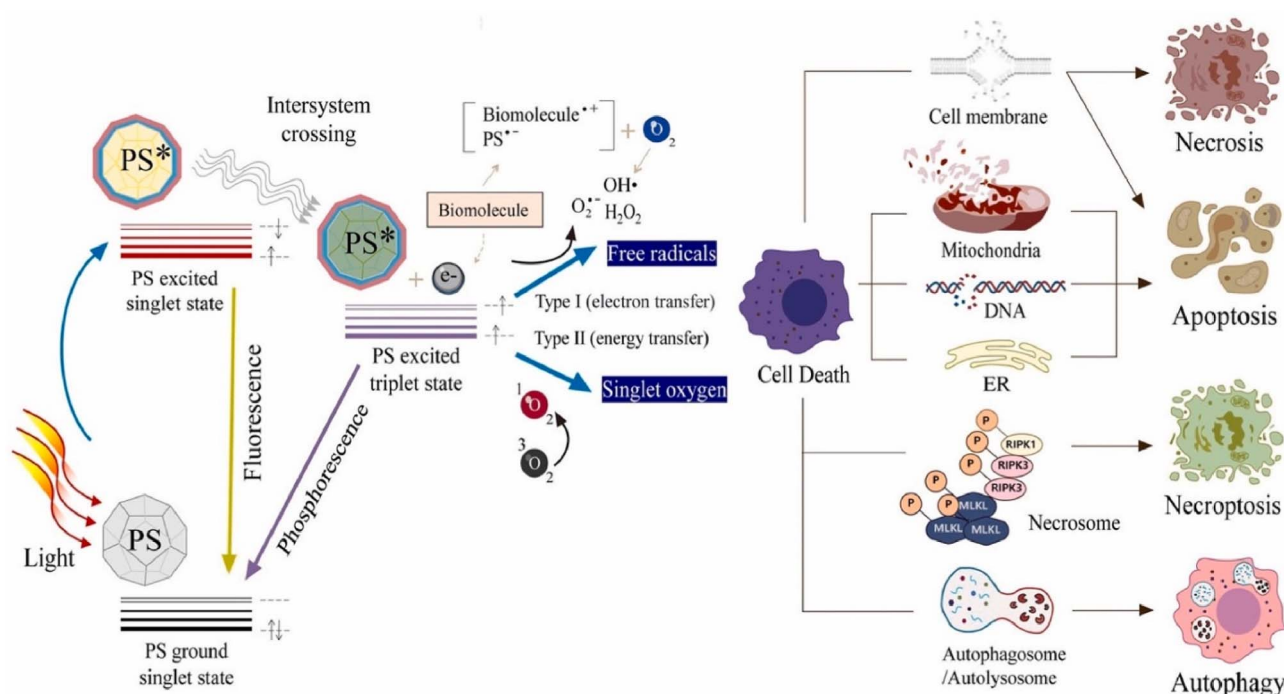 Intersystem
crossing
PS*
PS excited
singlet state
PS*
Biomolecule•+
PS•-
+
O2
Biomolecule
O2•-
OH•
H2O2
+
e-
Free radicals
Type I (electron transfer)
Type II (energy transfer)
PS excited
triplet state
Singlet oxygen
1O2
3O2
Fluorescence
Phosphorescence
Light
PS
PS ground
singlet state
Cell Death
Cell membrane
Mitochondria
DNA
ER
P
P
P
P
P
P
RIPK1
RIPK3
RIPK3
MLKL
MLKL
MLKL
Necrosome
Autophagosome
/Autolysosome
Necrosis
Apoptosis
Necroptosis
Autophagy